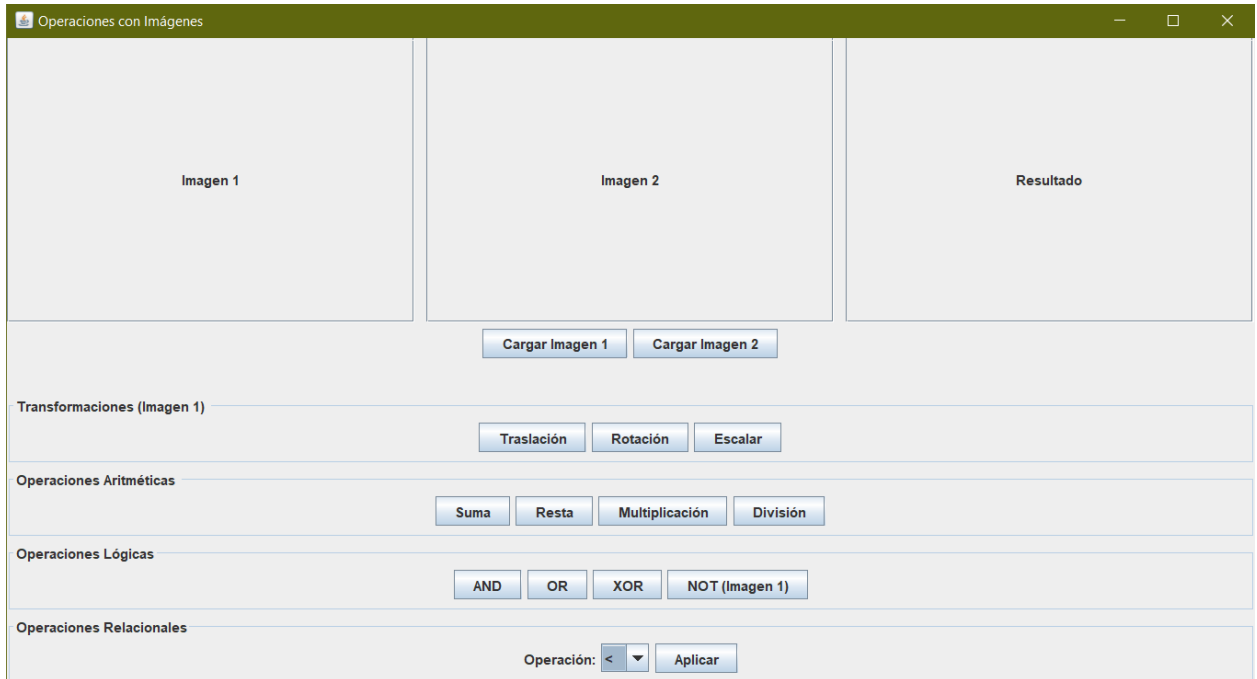 Operaciones con Imágenes
Imagen 1
Imagen 2
Resultado
Cargar Imagen 1
Cargar Imagen 2
Transformaciones (Imagen 1)
Traslación
Rotación
Escalar
Operaciones Aritméticas
Suma
Resta
Multiplicación
División
Operaciones Lógicas
AND
OR
XOR
NOT (Imagen 1)
Operaciones Relacionales
Operación:
<
Aplicar